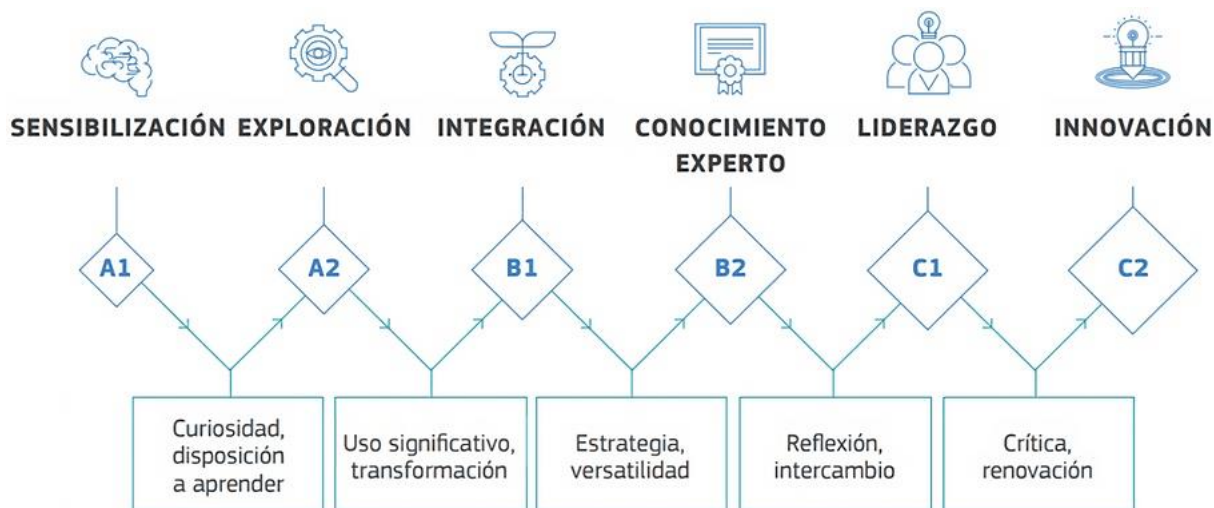 SENSIBILIZACIÓN EXPLORACIÓN INTEGRACIÓN CONOCIMIENTO LIDERAZGO INNOVACIÓN
EXPERTO
A1 A2 B1 B2 C1 C2
Curiosidad,
disposición
a aprender
Uso significativo,
transformación
Estrategia,
versatilidad
Reflexión,
intercambio
Crítica,
renovación